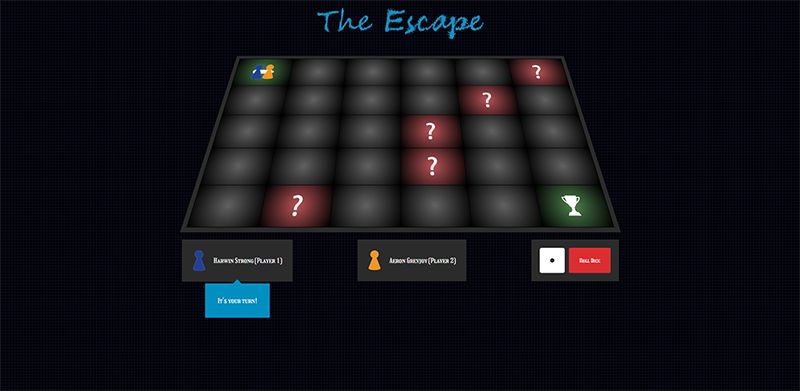 The Escape
?
?
?
?
?
Harwin Strong (Player 1)
Aeron Greyjoy (Player 2)
Roll Dice
It's your turn!